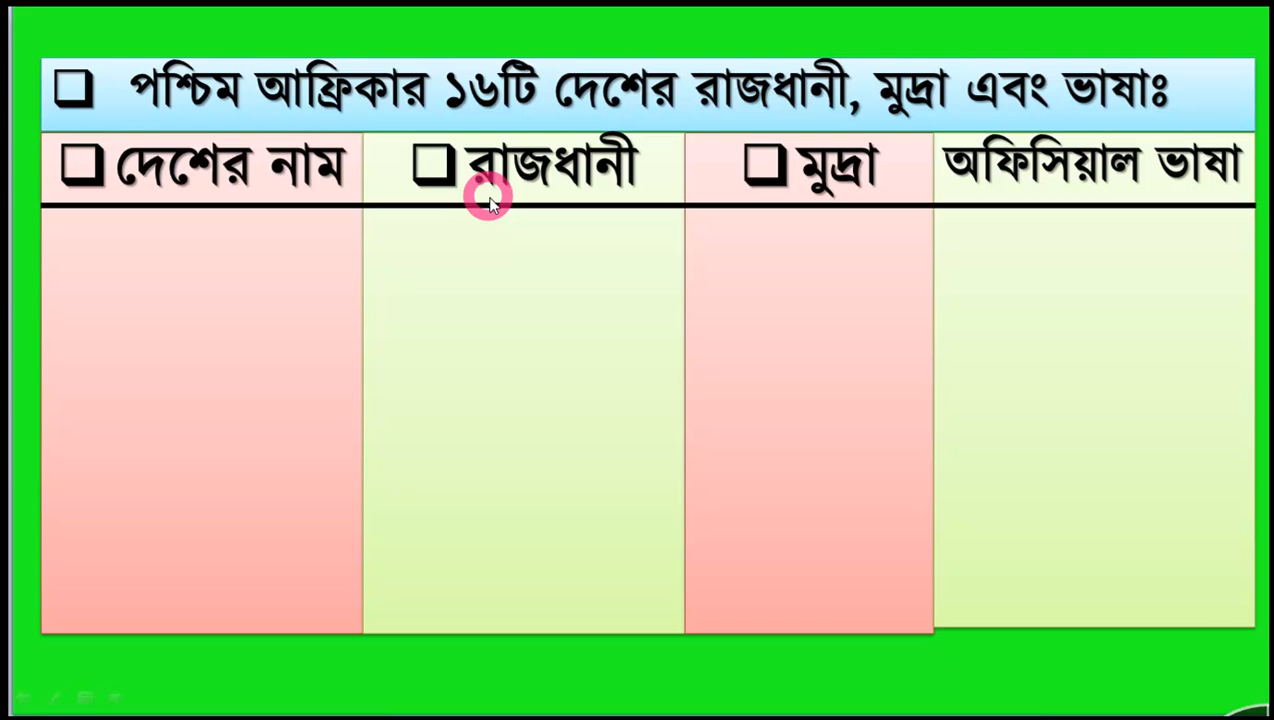 ❑ পশ্চিম আফ্রিকার ১৬টি দেশের রাজধানী, মুদ্রা এবং ভাষাঃ
❑ দেশের নাম ❑ রাজধানী ❑ মুদ্রা অফিসিয়াল ভাষা